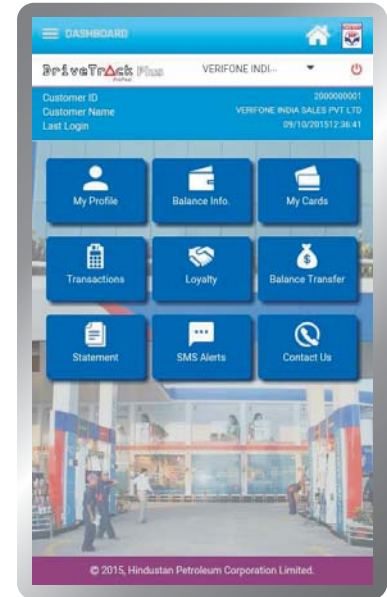 DASHBOARD
DriveTrack Plus
VERIFONE INDI...
Customer ID 2000000001
Customer Name VERIFONE INDIA SALES PVT LTD
Last Login 09/10/201512:36:41
My Profile Balance Info. My Cards
Transactions Loyalty Balance Transfer
Statement SMS Alerts Contact Us
© 2015, Hindustan Petroleum Corporation Limited.